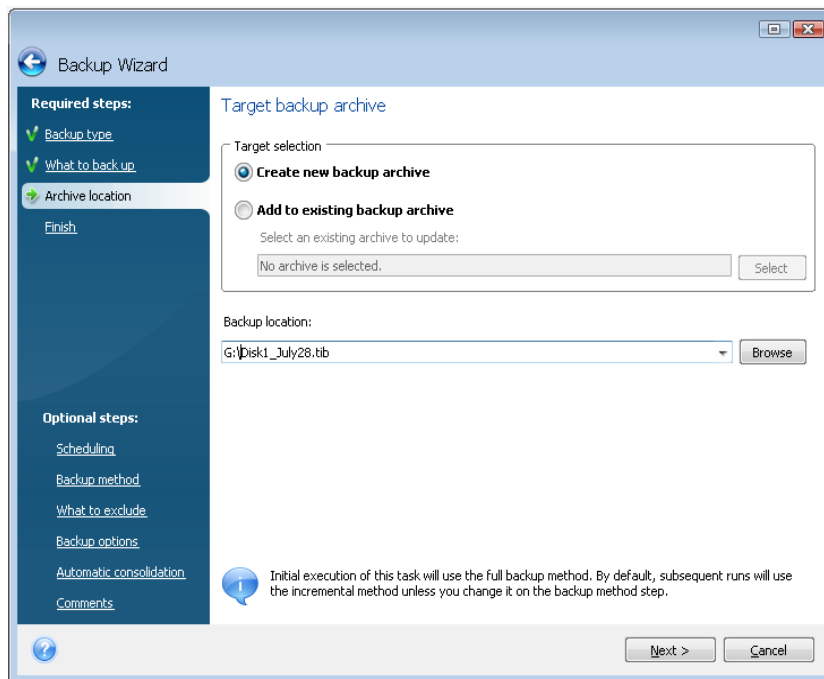 Backup Wizard
Required steps:
Backup type
What to back up
Archive location
Finish
Optional steps:
Scheduling
Backup method
What to exclude
Backup options
Automatic consolidation
Comments
Target backup archive
Target selection
Create new backup archive
Add to existing backup archive
Select an existing archive to update:
No archive is selected.
Select
Backup location:
G:\Disk1_July28.tib
Browse
Initial execution of this task will use the full backup method. By default, subsequent runs will use
the incremental method unless you change it on the backup method step.
Next >
Cancel